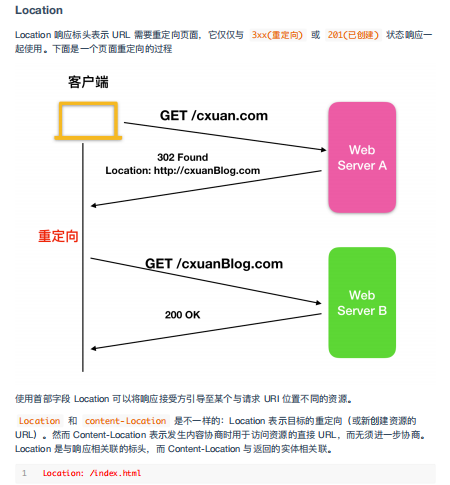 Location
Location 响应标头表示 URL 需要重定向页面，它仅仅与 3xx(重定向) 或 201(已创建) 状态响应一
起使用。下面是一个页面重定向的过程
客户端
GET /cxuan.com
Web
Server A
302 Found
Location: http://cxuanBlog.com
重定向
GET /cxuanBlog.com
Web
Server B
200 OK
使用首部字段 Location 可以将响应接受方引导至某个与请求 URI 位置不同的资源。
Location 和 content-Location 是不一样的：Location 表示目标的重定向（或新创建资源的
URL）。然而 Content-Location 表示发生内容协商时用于访问资源的直接 URL，而无须进一步协商。
Location 是与响应相关联的标头，而 Content-Location 与返回的实体相关联。
1 Location: /index.html